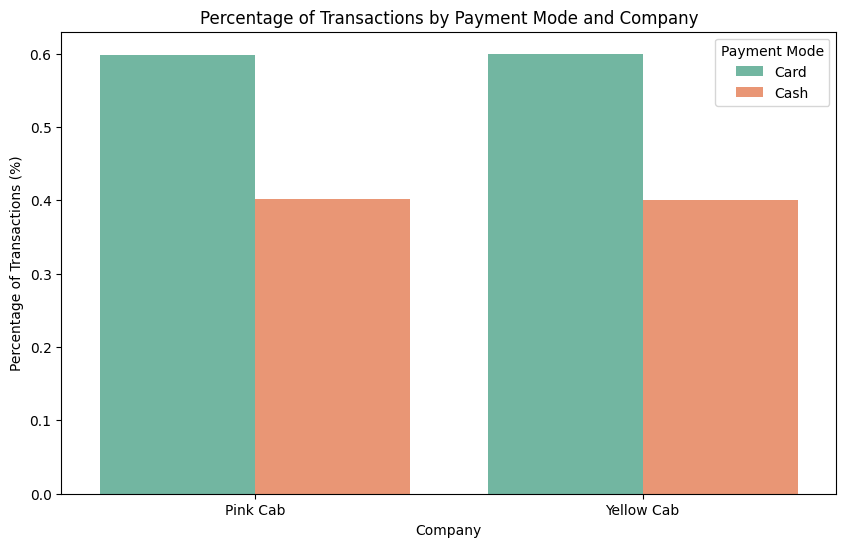 Percentage of Transactions by Payment Mode and Company
Payment Mode
Card
Cash
Percentage of Transactions (%)
0.6
0.5
0.4
0.3
0.2
0.1
0.0
Pink Cab
Yellow Cab
Company